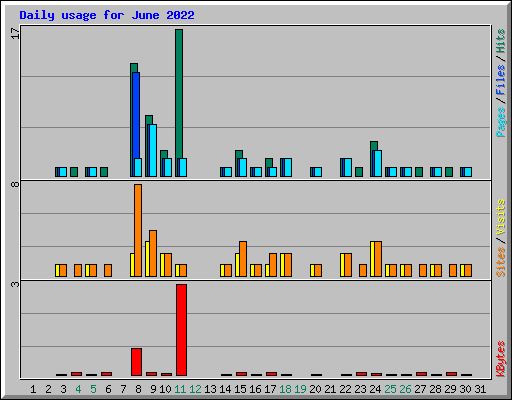 Daily usage for June 2022
17
8
3
Pages / Files / Hits
Sites / Visits
KBytes
1 2 3 4 5 6 7 8 9 10 11 12 13 14 15 16 17 18 19 20 21 22 23 24 25 26 27 28 29 30 31